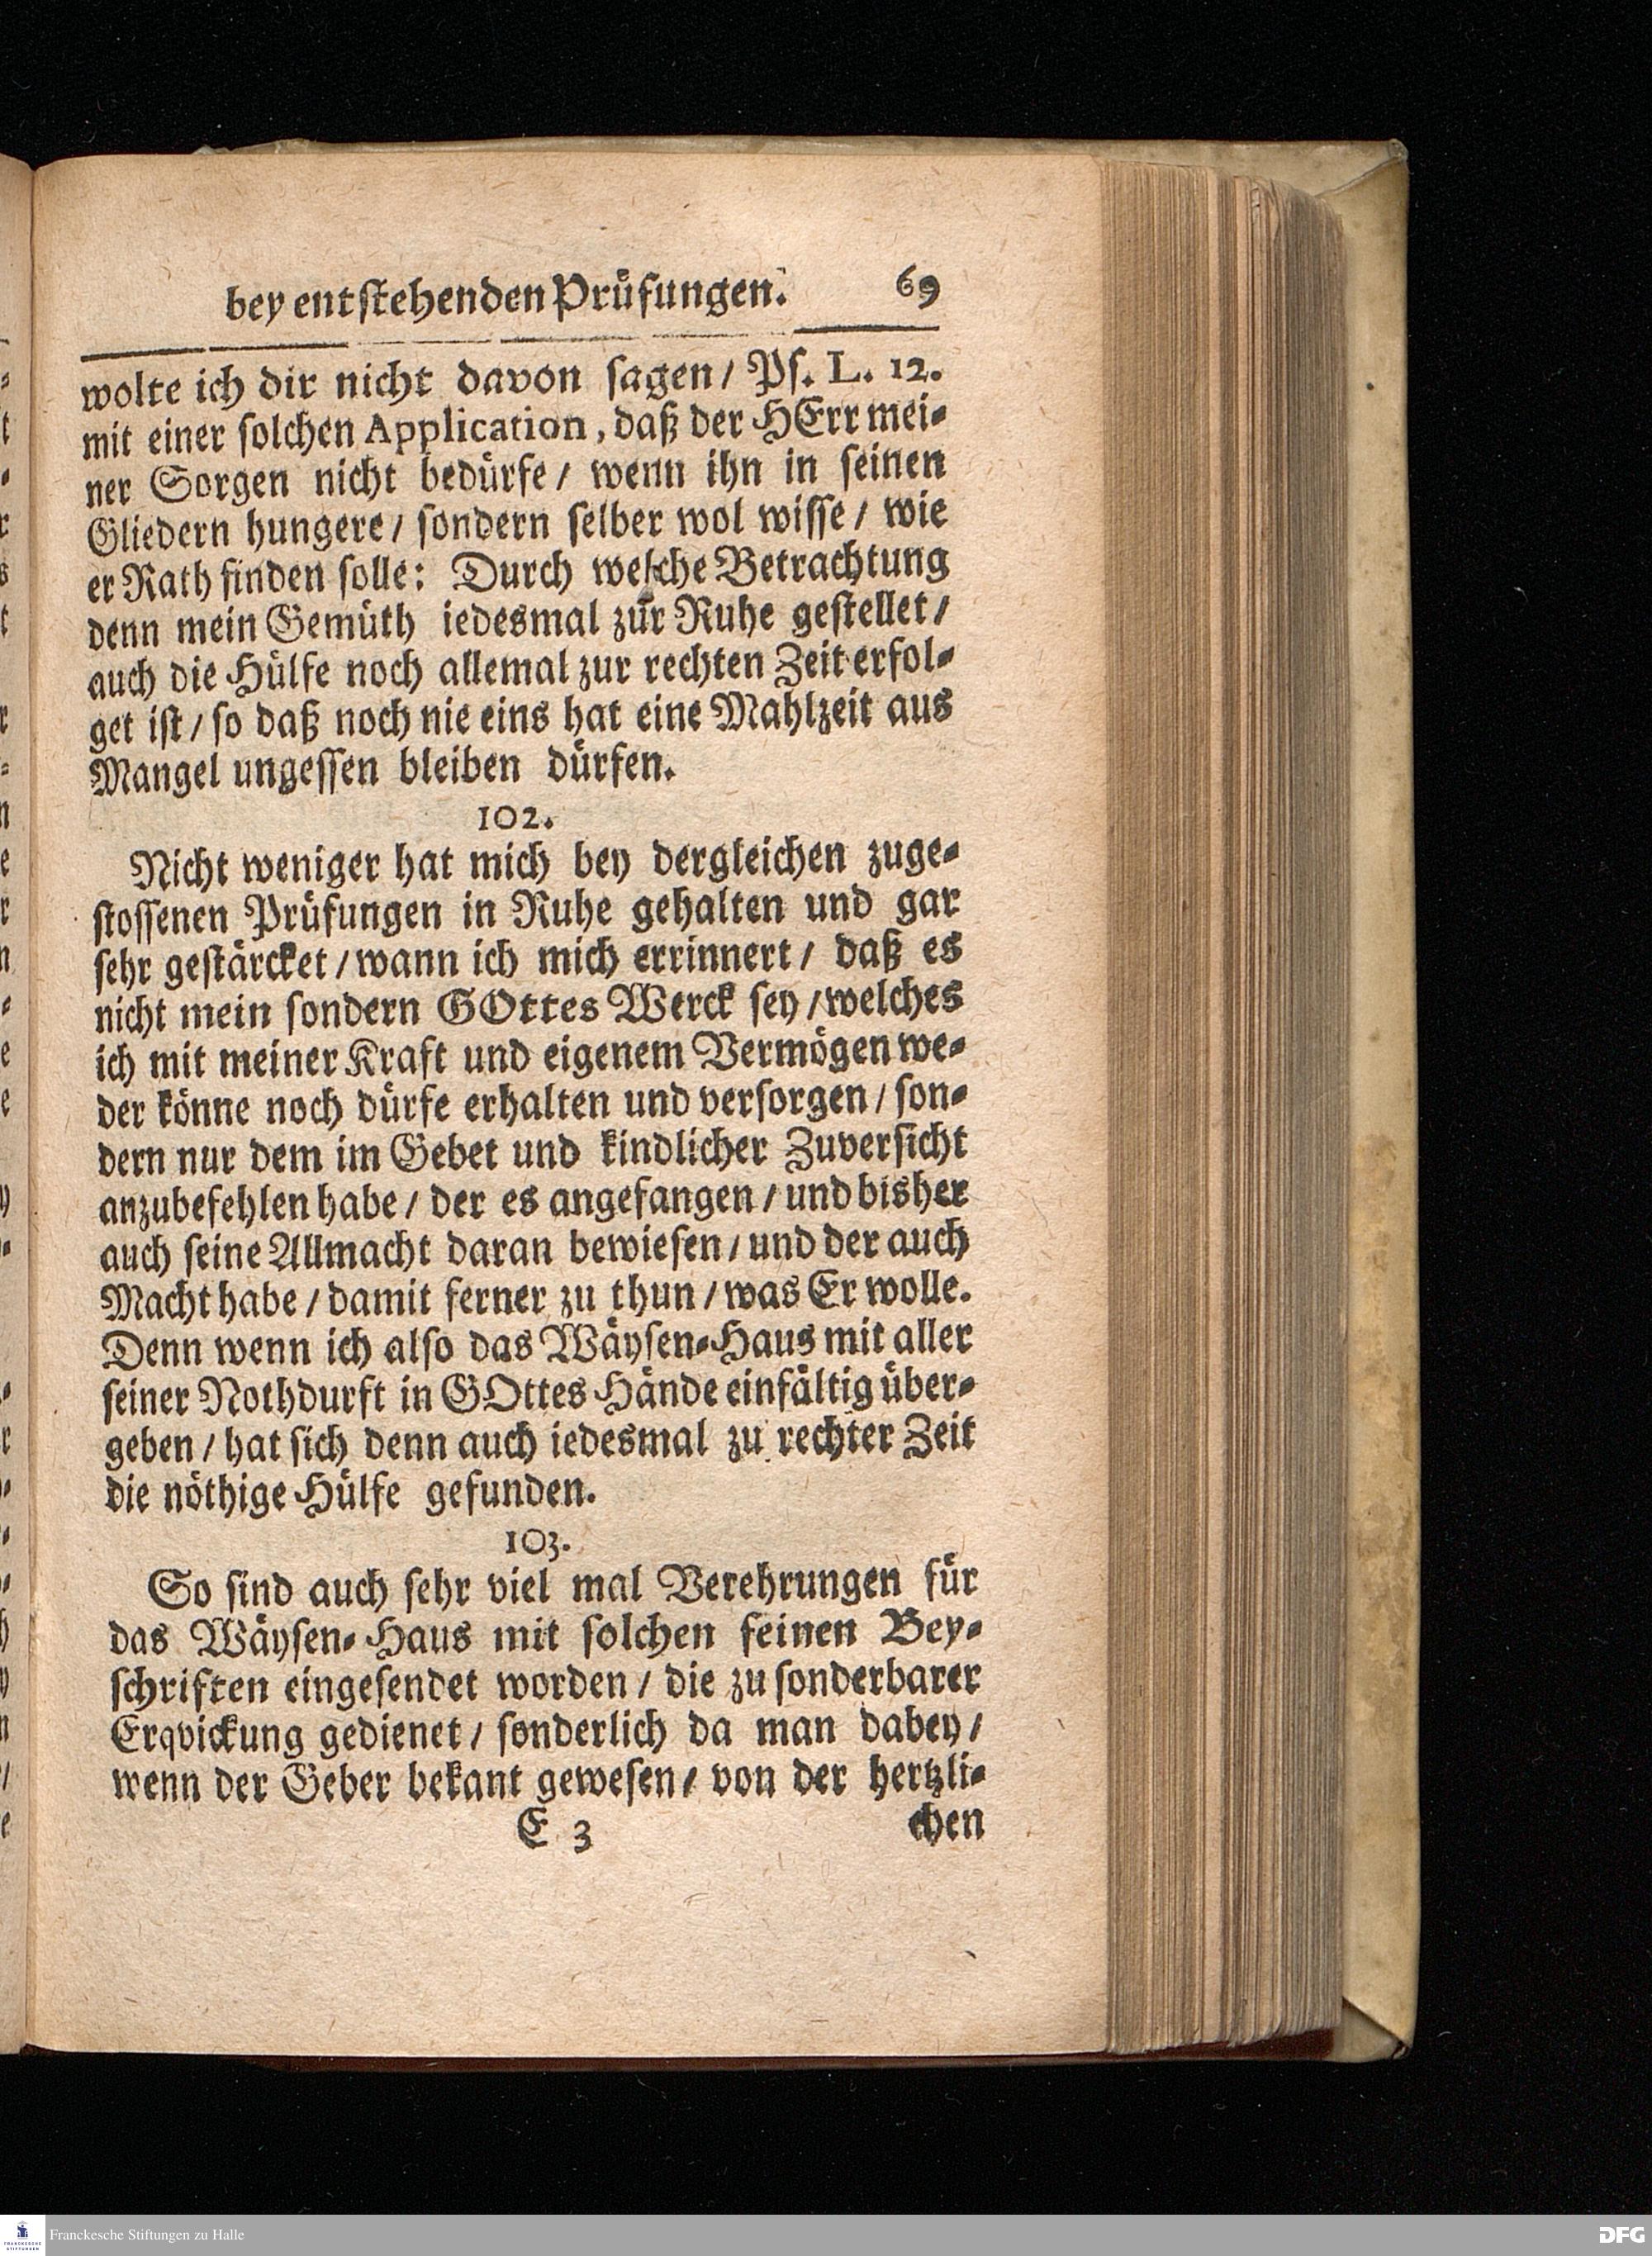 bey entſtehenden Prüfungen. 69
wolte ich dir nicht davon ſagen / Pſ. L. 12.
mit einer ſolchen Application, daß der HErr mei-
ner Sorgen nicht bedürfe / wenn ihn in ſeinen
Gliedern hungere / ſondern ſelber wol wiſſe / wie
er Rath finden ſolle: Durch welche Betrachtung
denn mein Gemüth iedesmal zur Ruhe geſtellet /
auch die Hülfe noch allemal zur rechten Zeit erfol-
get iſt / ſo daß noch nie eins hat eine Mahlzeit aus
Mangel ungeſſen bleiben dürfen.
102.
Nicht weniger hat mich bey dergleichen zuge-
ſtoſſenen Prüfungen in Ruhe gehalten und gar
ſehr geſtärcket / wann ich mich errinnert / daß es
nicht mein ſondern GOttes Werck ſey / welches
ich mit meiner Kraft und eigenem Vermögen we-
der könne noch dürfe erhalten und verſorgen / ſon-
dern nur dem im Gebet und kindlicher Zuverſicht
anzubefehlen habe / der es angefangen / und bisher
auch ſeine Allmacht daran bewieſen / und der auch
Macht habe / damit ferner zu thun / was Er wolle.
Denn wenn ich alſo das Wäyſen-Haus mit aller
ſeiner Nothdurft in GOttes Hände einfältig über-
geben / hat ſich denn auch iedesmal zu rechter Zeit
die nöthige Hülfe gefunden.
103.
So ſind auch ſehr viel mal Verehrungen für
das Wäyſen-Haus mit ſolchen feinen Bey-
ſchriften eingeſendet worden / die zu ſonderbarer
Erqvickung gedienet / ſonderlich da man dabey /
wenn der Geber bekant geweſen / von der hertzli-
E 3 chen
Franckesche Stiftungen zu Halle
DFG